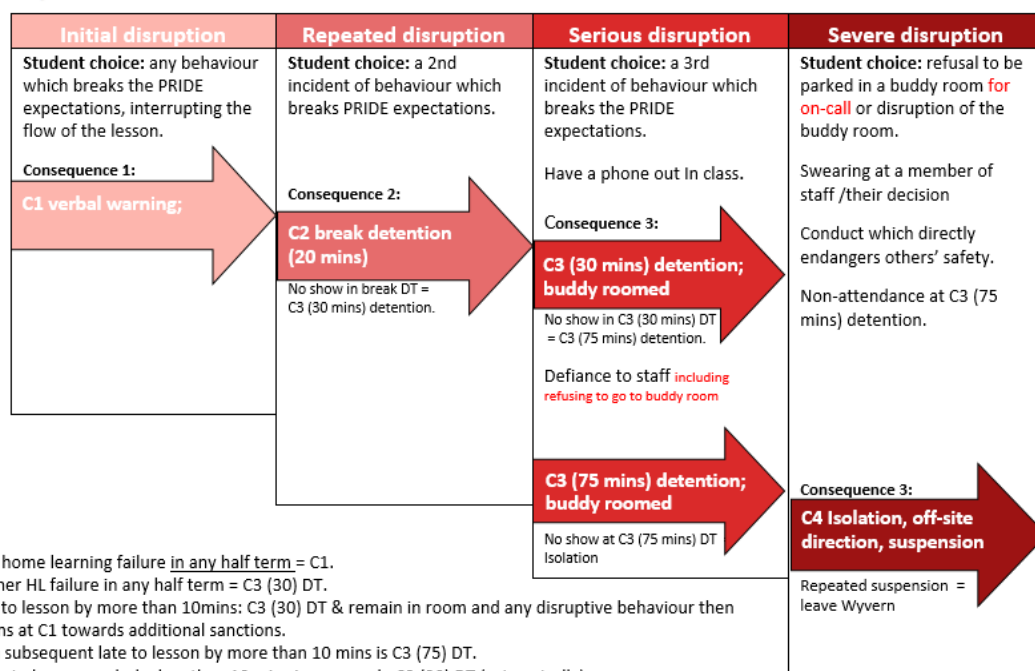 Initial disruption
Student choice: any behaviour
which breaks the PRIDE
expectations, interrupting the
flow of the lesson.
Consequence 1:
C1 verbal warning;
Repeated disruption
Student choice: a 2nd
incident of behaviour which
breaks PRIDE expectations.
Consequence 2:
C2 break detention
(20 mins)
No show in break DT =
C3 (30 mins) detention.
Serious disruption
Student choice: a 3rd
incident of behaviour which
breaks the PRIDE
expectations.
Have a phone out In class.
Consequence 3:
C3 (30 mins) detention;
buddy roomed
No show in C3 (30 mins) DT
= C3 (75 mins) detention.
Defiance to staff including
refusing to go to buddy room
C3 (75 mins) detention;
buddy roomed
No show at C3 (75 mins) DT
Isolation
Severe disruption
Student choice: refusal to be
parked in a buddy room for
on-call or disruption of the
buddy room.
Swearing at a member of
staff /their decision
Conduct which directly
endangers others' safety.
Non-attendance at C3 (75
mins) detention.
Consequence 3:
C4 Isolation, off-site
direction, suspension
Repeated suspension =
leave Wyvern
home learning failure in any half term = C1.
HL failure in any half term = C3 (30) DT.
to lesson by more than 10mins: C3 (30) DT & remain in room and any disruptive behaviour then
at C1 towards additional sanctions.
subsequent late to lesson by more than 10 mins is C3 (75) DT.